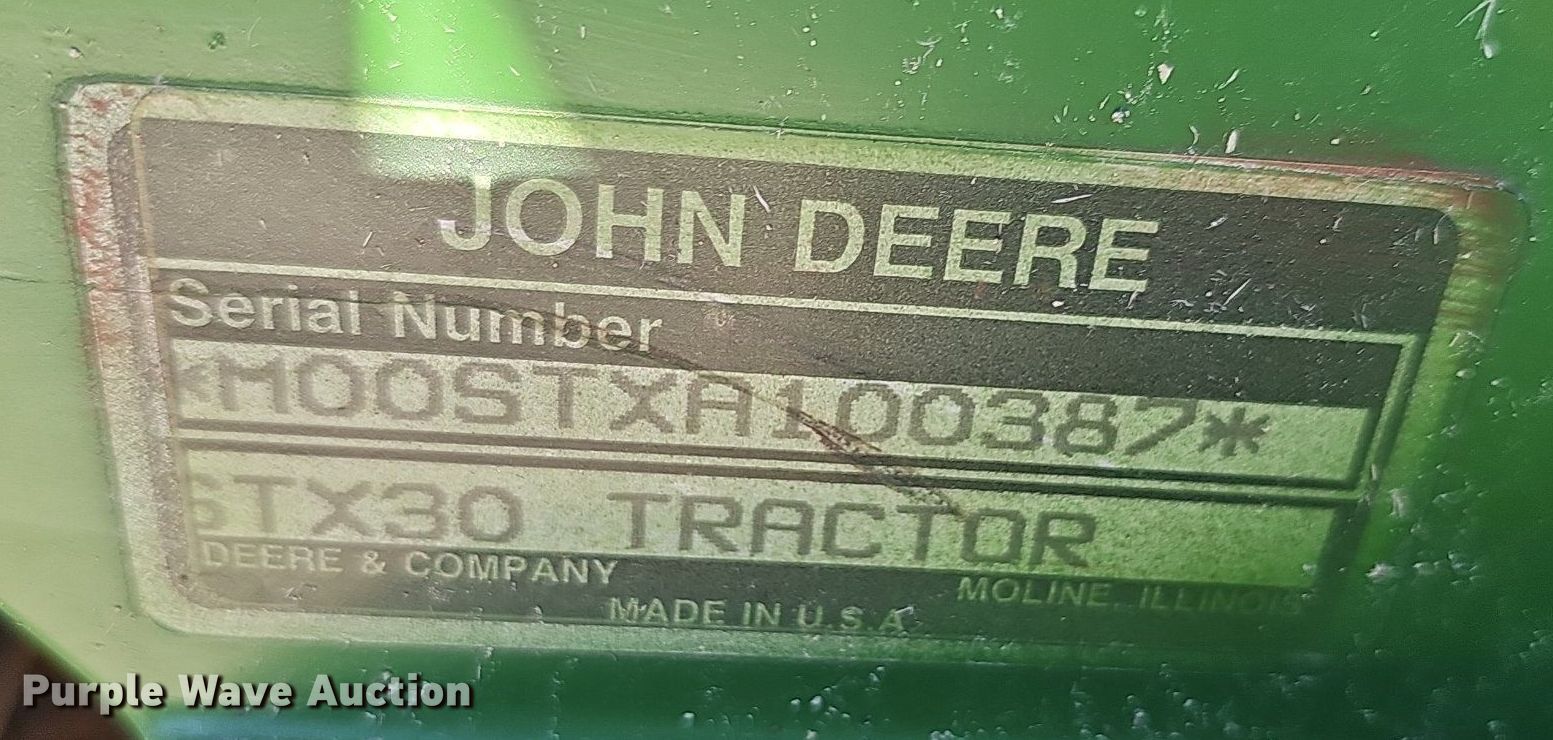 JOHN DEERE
Serial Number
*M00STXA100387*
STX30 TRACTOR
DEERE & COMPANY MOLINE, ILLINOIS
MADE IN U.S.A.
Purple Wave Auction